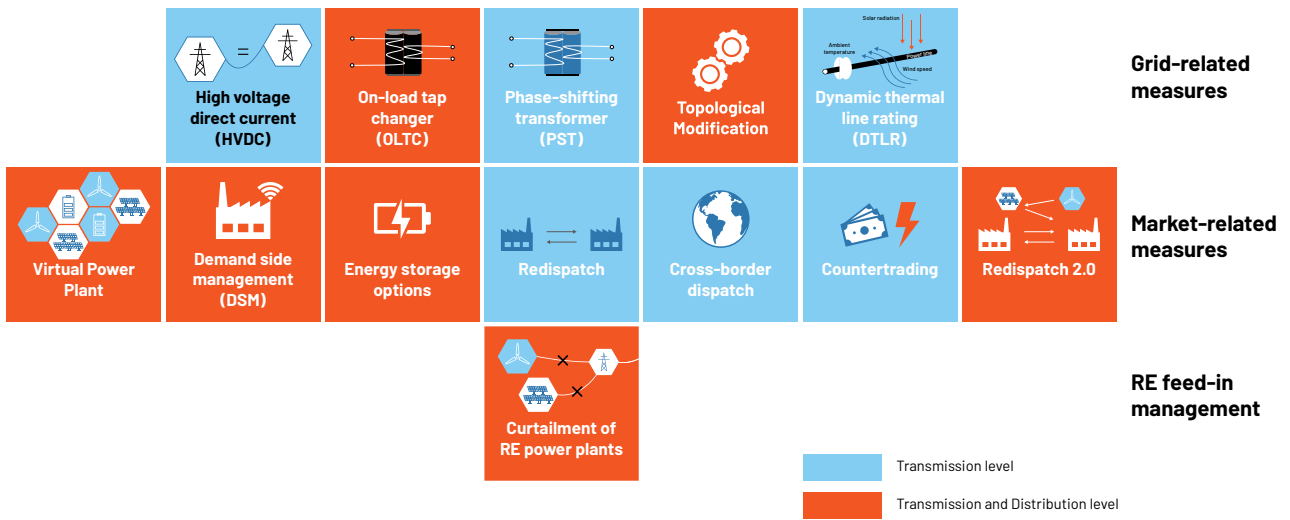 Solar radiation
Ambient
temperature
Power line
Wind speed
High voltage
direct current
(HVDC)
On-load tap
changer
(OLTC)
Phase-shifting
transformer
(PST)
Topological
Modification
Dynamic thermal
line rating
(DTLR)
Grid-related
measures
Virtual Power
Plant
Demand side
management
(DSM)
Energy storage
options
Redispatch
Cross-border
dispatch
Countertrading
Redispatch 2.0
Market-related
measures
Curtailment of
RE power plants
RE feed-in
management
Transmission level
Transmission and Distribution level